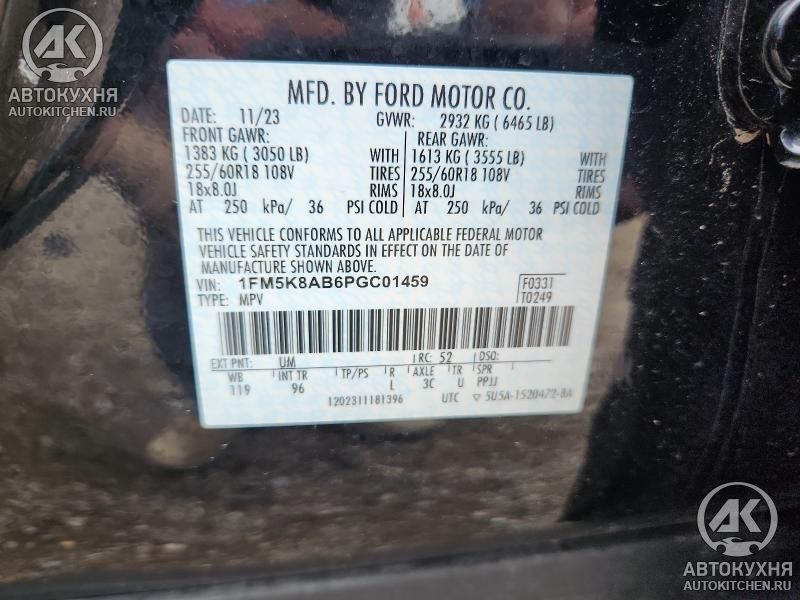 AK
АВТОКУХНЯ
AUTOKITCHEN.RU
MFD. BY FORD MOTOR CO.
DATE: 11/23 GVWR: 2932 KG ( 6465 LB)
FRONT GAWR: REAR GAWR:
1383 KG ( 3050 LB) WITH 1613 KG ( 3555 LB) WITH
255/60R18 108V TIRES 255/60R18 108V TIRES
18x8.0J RIMS 18x8.0J RIMS
AT 250 kPa/ 36 PSI COLD AT 250 kPa/ 36 PSI COLD
THIS VEHICLE CONFORMS TO ALL APPLICABLE FEDERAL MOTOR
VEHICLE SAFETY STANDARDS IN EFFECT ON THE DATE OF
MANUFACTURE SHOWN ABOVE.
VIN: 1FM5K8AB6PGC01459 F0331
TYPE: MPV T0249
EXT PNT: UM RC: 52 DSO:
WB INT TR TP/PS R AXLE TR SPR
119 96 L 3C U PPJJ
1202311181396 UTC ▽ 5U5A-1520472-BA
AK
АВТОКУХНЯ
AUTOKITCHEN.RU